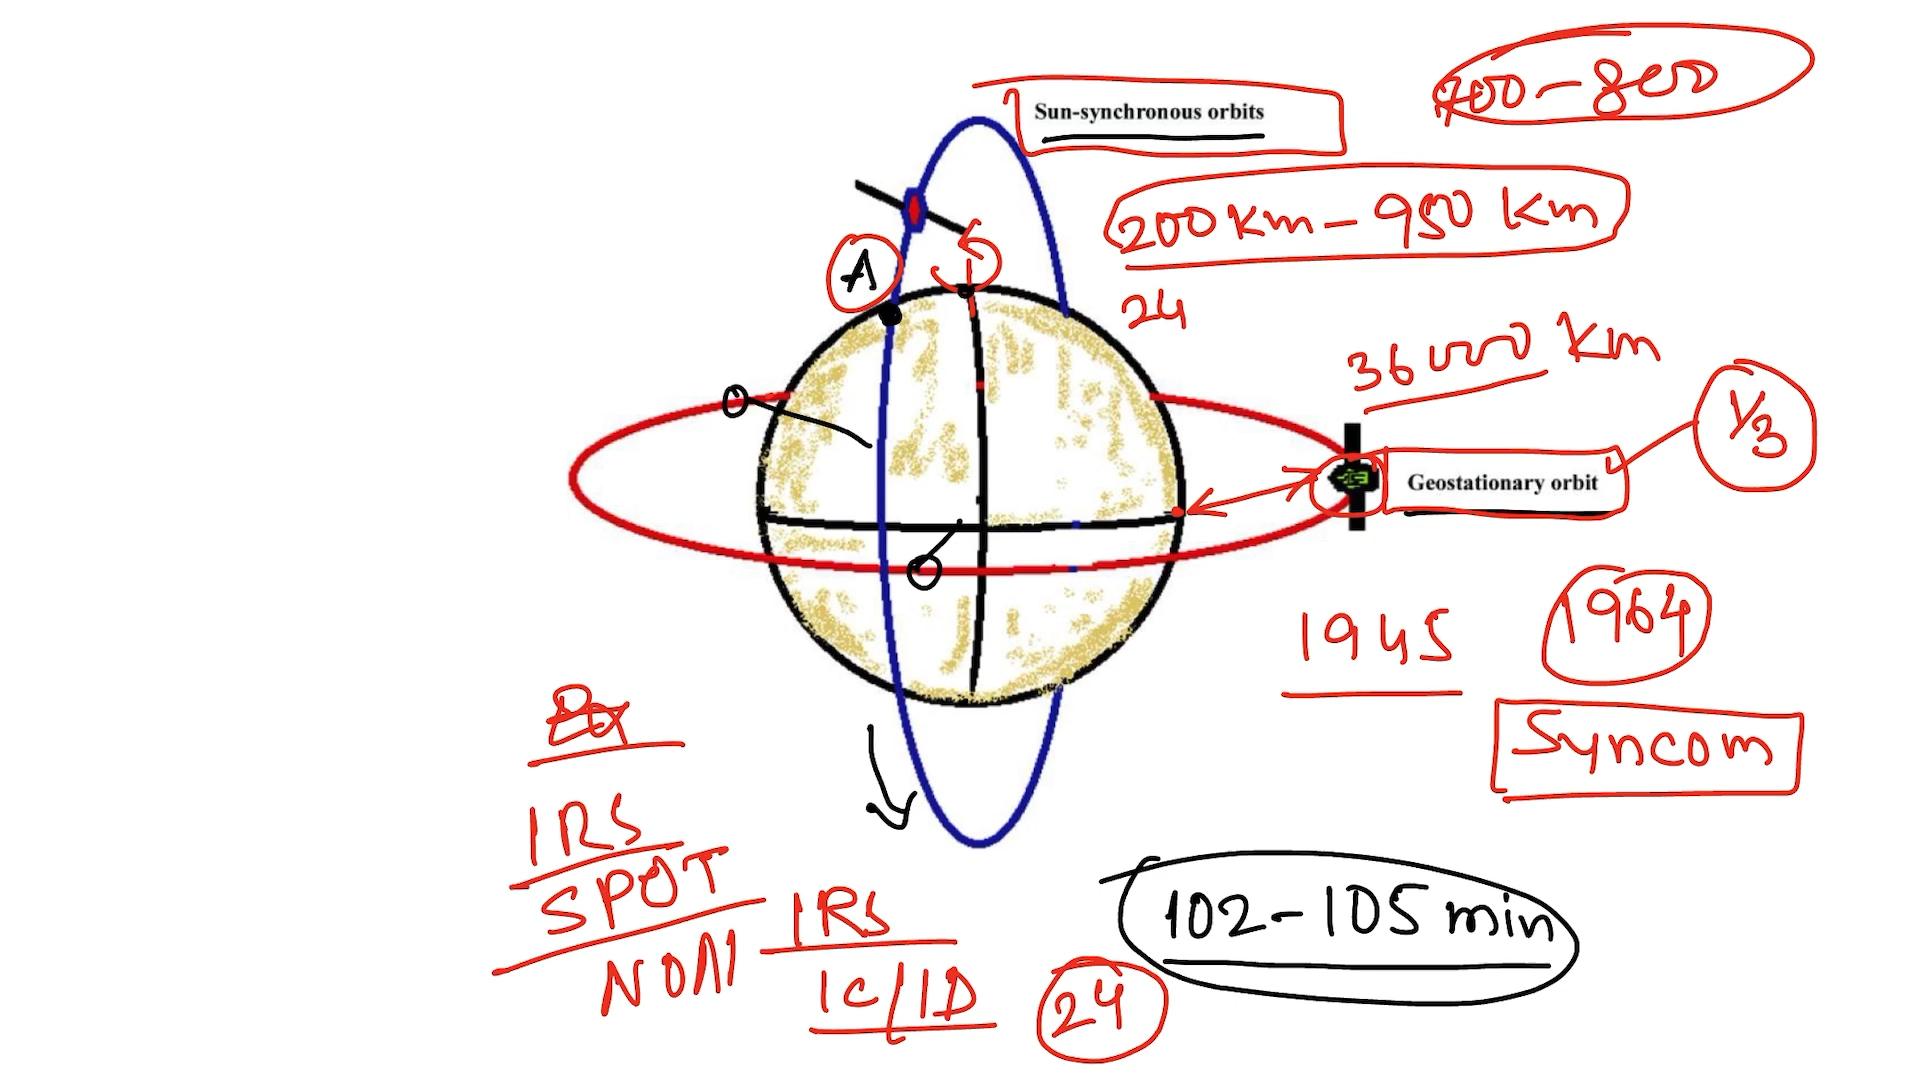 700-800
Sun-synchronous orbits
200 Km - 950 Km
A
24
36000 Km
1/3
Geostationary orbit
1945
1964
Syncom
IRS
SPOT
IRS
102-105 min
1C/1D
24